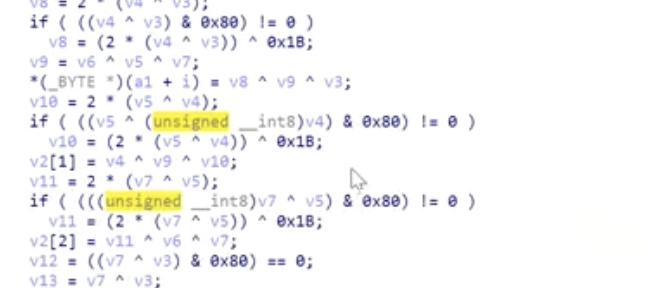 v8 = 2 * (v4 ^ v3);
if ( ((v4 ^ v3) & 0x80) != 0 )
v8 = (2 * (v4 ^ v3)) ^ 0x1B;
v9 = v6 ^ v5 ^ v7;
*(_BYTE *)(a1 + i) = v8 ^ v9 ^ v3;
v10 = 2 * (v5 ^ v4);
if ( ((v5 ^ (unsigned __int8)v4) & 0x80) != 0 )
v10 = (2 * (v5 ^ v4)) ^ 0x1B;
v2[1] = v4 ^ v9 ^ v10;
v11 = 2 * (v7 ^ v5);
if ( (((unsigned __int8)v7 ^ v5) & 0x80) != 0 )
v11 = (2 * (v7 ^ v5)) ^ 0x1B;
v2[2] = v11 ^ v6 ^ v7;
v12 = ((v7 ^ v3) & 0x80) == 0;
v13 = v7 ^ v3;